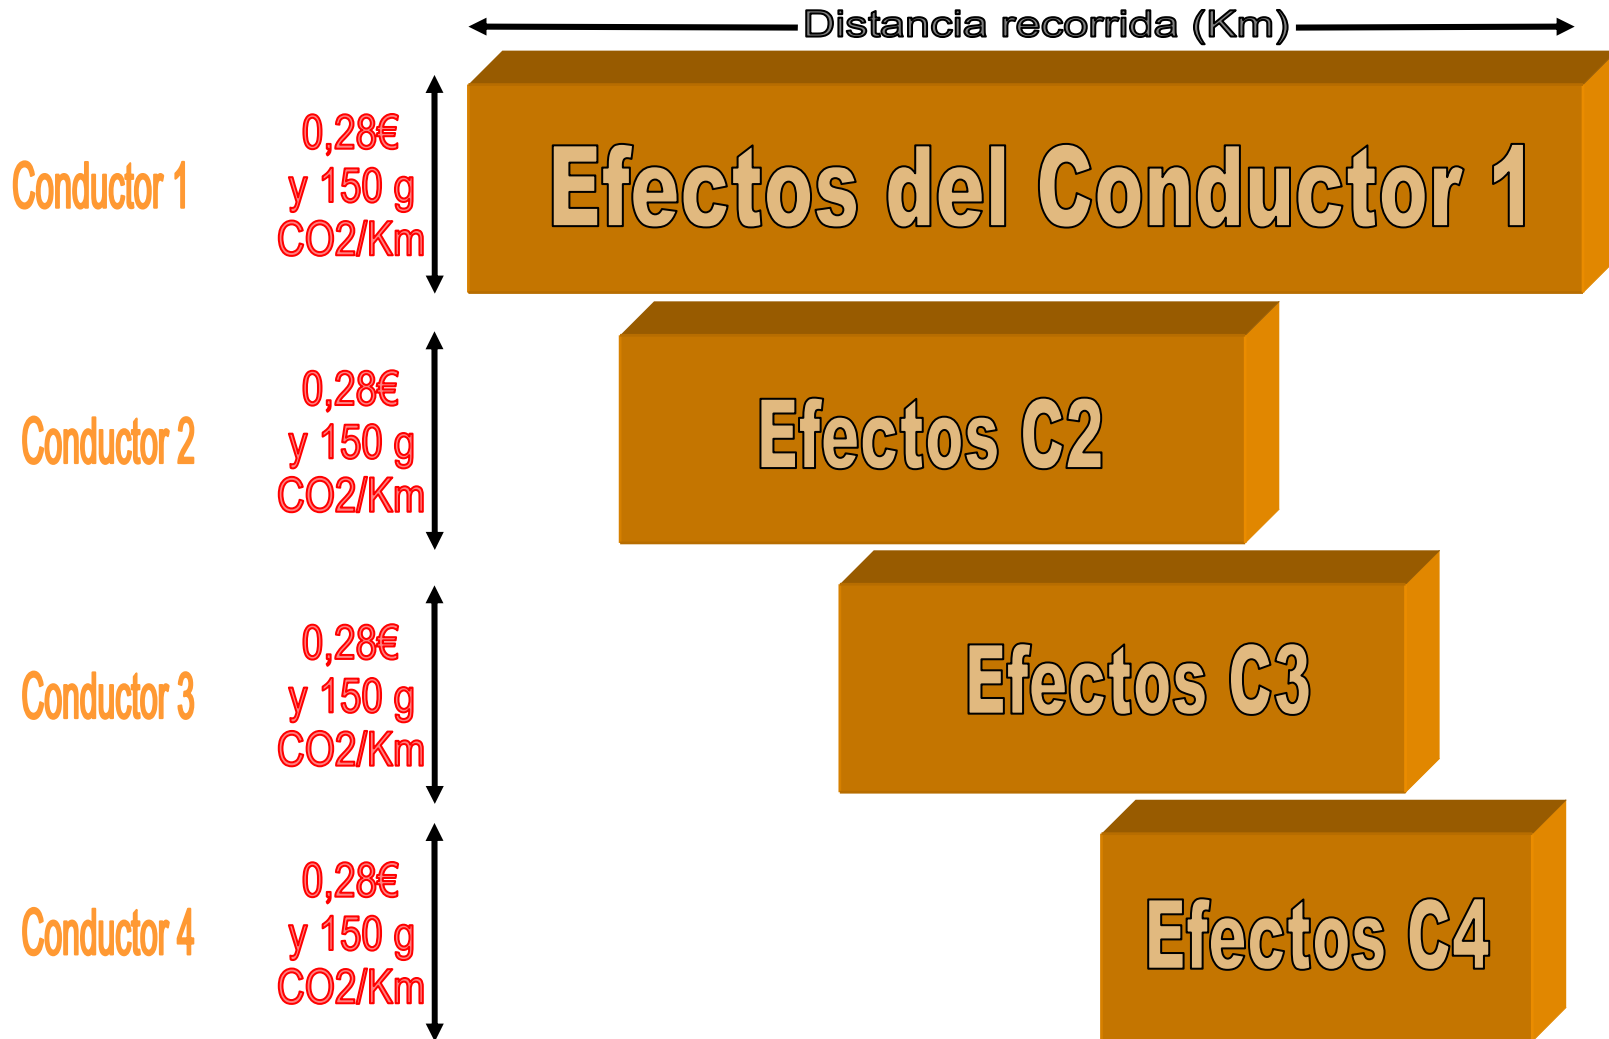 Distancia recorrida (Km)
Conductor 1
0,28€
y 150 g
CO2/Km
Efectos del Conductor 1
Conductor 2
0,28€
y 150 g
CO2/Km
Efectos C2
Conductor 3
0,28€
y 150 g
CO2/Km
Efectos C3
Conductor 4
0,28€
y 150 g
CO2/Km
Efectos C4